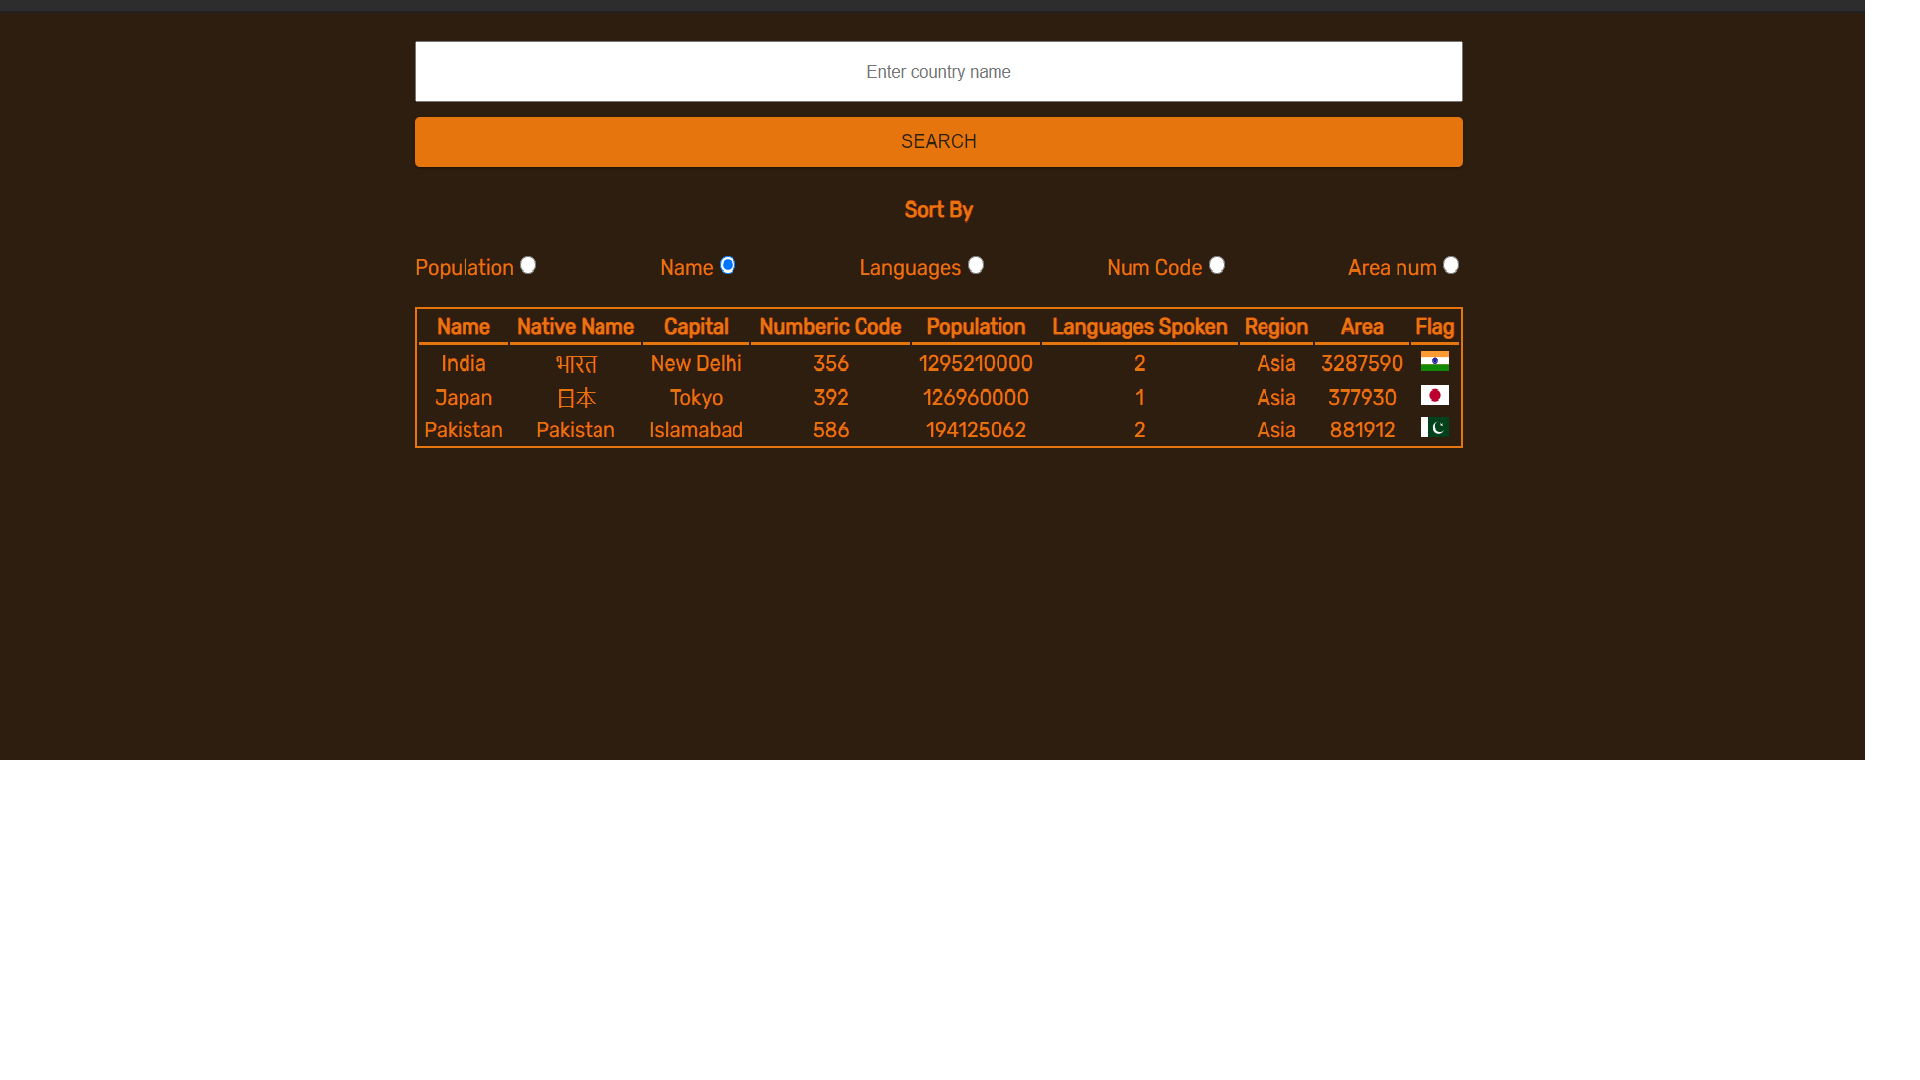 Enter country name
SEARCH
Sort By
Population Name Languages Num Code Area num
Name Native Name Capital Numberic Code Population Languages Spoken Region Area Flag
India भारत New Delhi 356 1295210000 2 Asia 3287590
Japan 日本 Tokyo 392 126960000 1 Asia 377930
Pakistan Pakistan Islamabad 586 194125062 2 Asia 881912